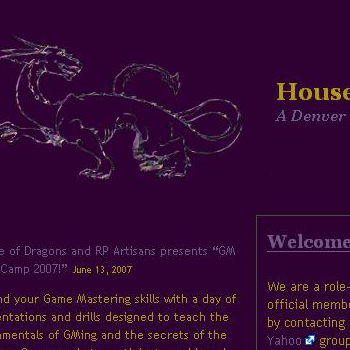 House
A Denver
e of Dragons and RP Artisans presents “GM
Camp 2007!” June 13, 2007
nd your Game Mastering skills with a day of
entations and drills designed to teach the
amentals of GMing and the secrets of the
Welcome
We are a role-
official membe
by contacting
Yahoo group